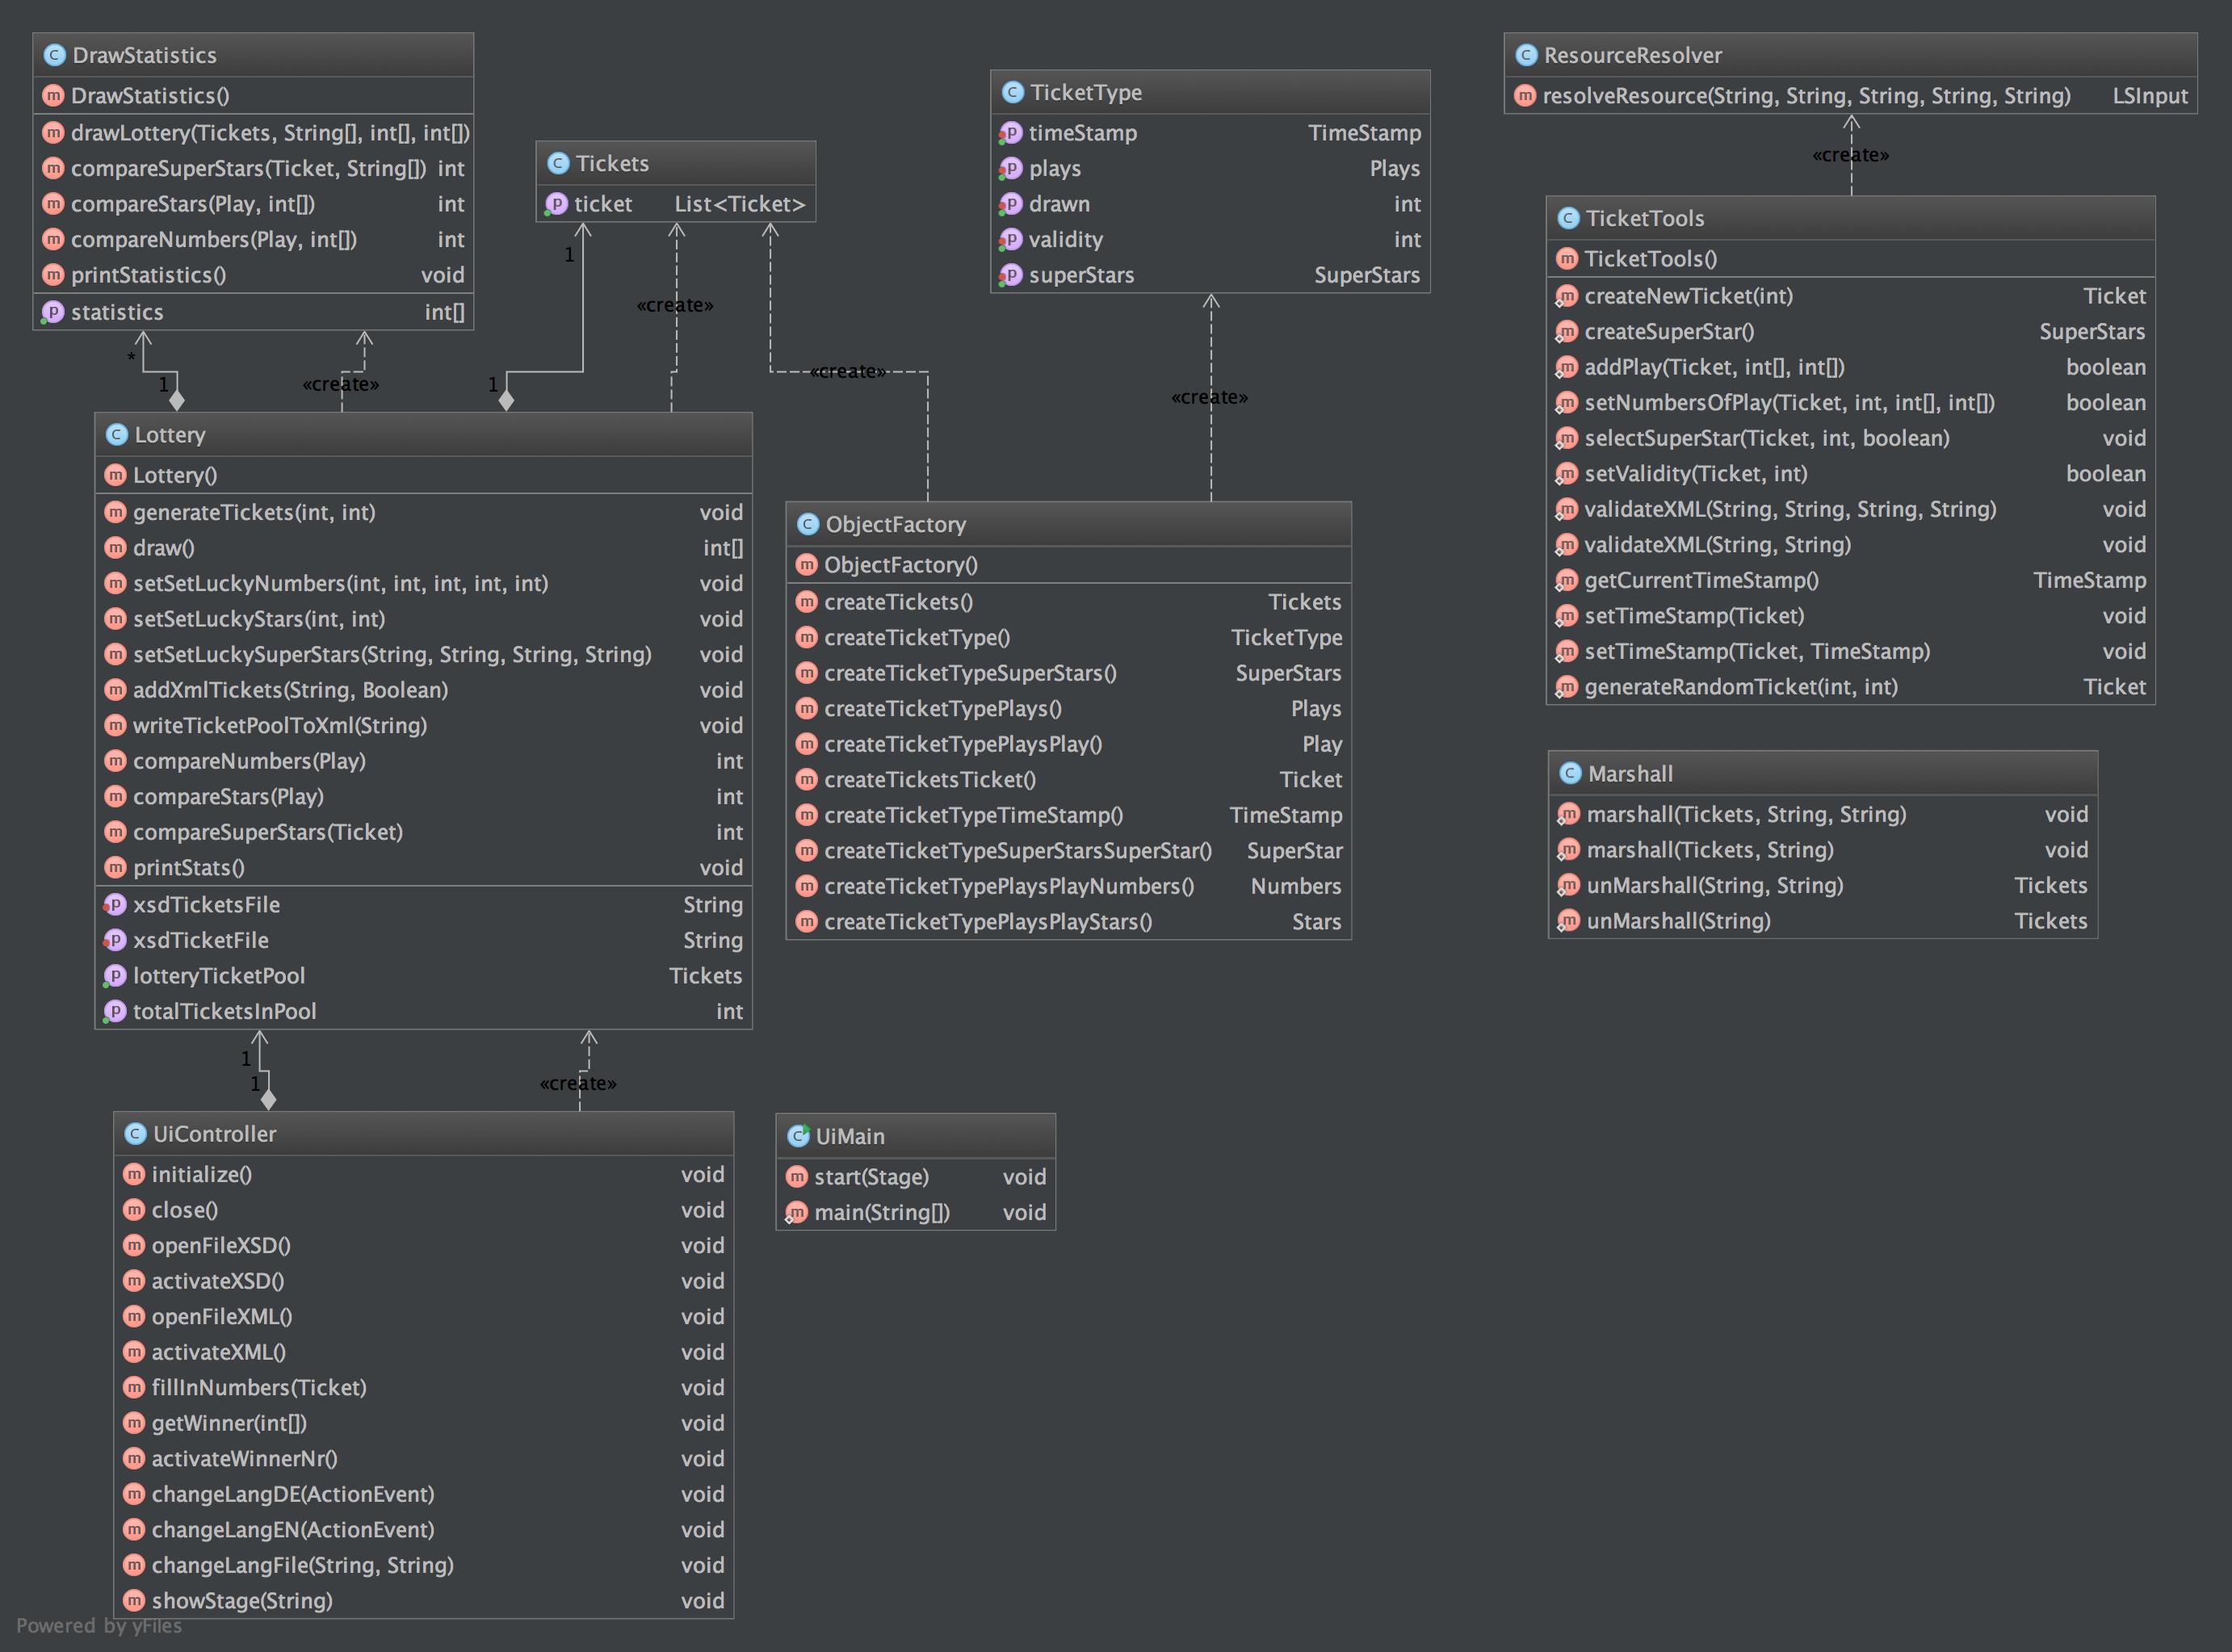 DrawStatistics
DrawStatistics()
drawLottery(Tickets, String[], int[], int[])
compareSuperStars(Ticket, String[]) int
compareStars(Play, int[]) int
compareNumbers(Play, int[]) int
printStatistics() void
statistics int[]
Tickets
ticket List<Ticket>
TicketType
timeStamp TimeStamp
plays Plays
drawn int
validity int
superStars SuperStars
ResourceResolver
resolveResource(String, String, String, String, String) LSInput
«create»
TicketTools
TicketTools()
createNewTicket(int) Ticket
createSuperStar() SuperStars
addPlay(Ticket, int[], int[]) boolean
setNumbersOfPlay(Ticket, int, int[], int[]) boolean
selectSuperStar(Ticket, int, boolean) void
setValidity(Ticket, int) boolean
validateXML(String, String, String, String) void
validateXML(String, String) void
getCurrentTimeStamp() TimeStamp
setTimeStamp(Ticket) void
setTimeStamp(Ticket, TimeStamp) void
generateRandomTicket(int, int) Ticket
*
1
«create»
1
1
«create»
«create»
«create»
Lottery
Lottery()
generateTickets(int, int) void
draw() int[]
setSetLuckyNumbers(int, int, int, int, int) void
setSetLuckyStars(int, int) void
setSetLuckySuperStars(String, String, String, String) void
addXmlTickets(String, Boolean) void
writeTicketPoolToXml(String) void
compareNumbers(Play) int
compareStars(Play) int
compareSuperStars(Ticket) int
printStats() void
xsdTicketsFile String
xsdTicketFile String
lotteryTicketPool Tickets
totalTicketsInPool int
ObjectFactory
ObjectFactory()
createTickets() Tickets
createTicketType() TicketType
createTicketTypeSuperStars() SuperStars
createTicketTypePlays() Plays
createTicketTypePlaysPlay() Play
createTicketsTicket() Ticket
createTicketTypeTimeStamp() TimeStamp
createTicketTypeSuperStarsSuperStar() SuperStar
createTicketTypePlaysPlayNumbers() Numbers
createTicketTypePlaysPlayStars() Stars
Marshall
marshall(Tickets, String, String) void
marshall(Tickets, String) void
unMarshall(String, String) Tickets
unMarshall(String) Tickets
1
1
«create»
UiController
initialize() void
close() void
openFileXSD() void
activateXSD() void
openFileXML() void
activateXML() void
fillInNumbers(Ticket) void
getWinner(int[]) void
activateWinnerNr() void
changeLangDE(ActionEvent) void
changeLangEN(ActionEvent) void
changeLangFile(String, String) void
showStage(String) void
UiMain
start(Stage) void
main(String[]) void
Powered by yFiles